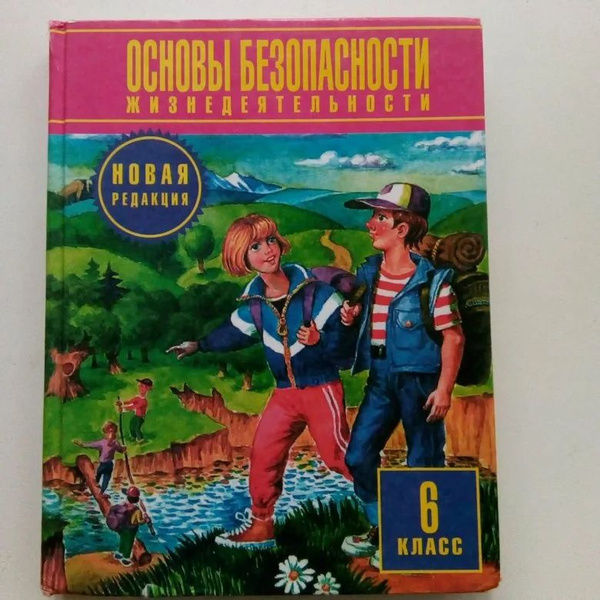 ОСНОВЫ БЕЗОПАСНОСТИ
ЖИЗНЕДЕЯТЕЛЬНОСТИ
НОВАЯ
РЕДАКЦИЯ
6
КЛАСС